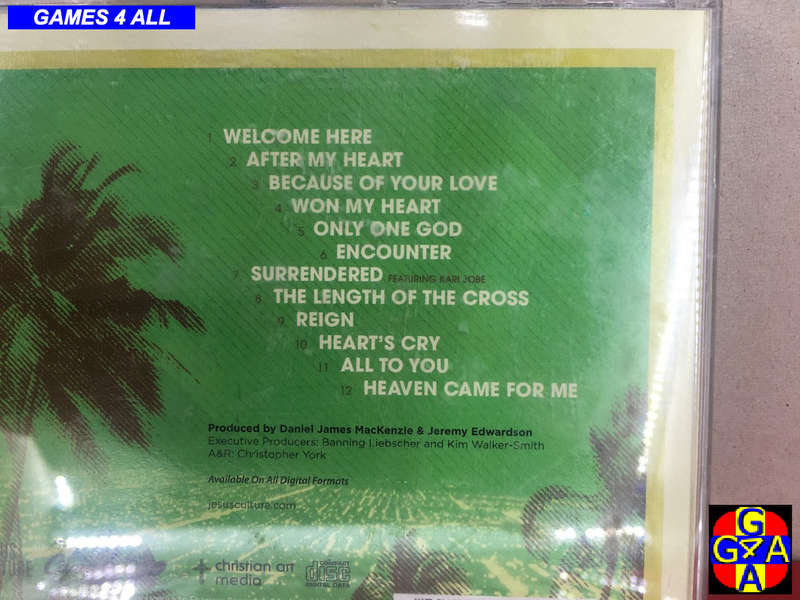 GAMES 4 ALL
1 WELCOME HERE
2 AFTER MY HEART
3 BECAUSE OF YOUR LOVE
4 WON MY HEART
5 ONLY ONE GOD
6 ENCOUNTER
7 SURRENDERED FEATURING KARI JOBE
8 THE LENGTH OF THE CROSS
9 REIGN
10 HEART'S CRY
11 ALL TO YOU
12 HEAVEN CAME FOR ME
Produced by Daniel James MacKenzie & Jeremy Edwardson
Executive Producers: Banning Liebscher and Kim Walker-Smith
A&R: Christopher York
Available On All Digital Formats
jesusculture.com
christian art
media
COMPACT
disc
DIGITAL DATA
G
G4A
A